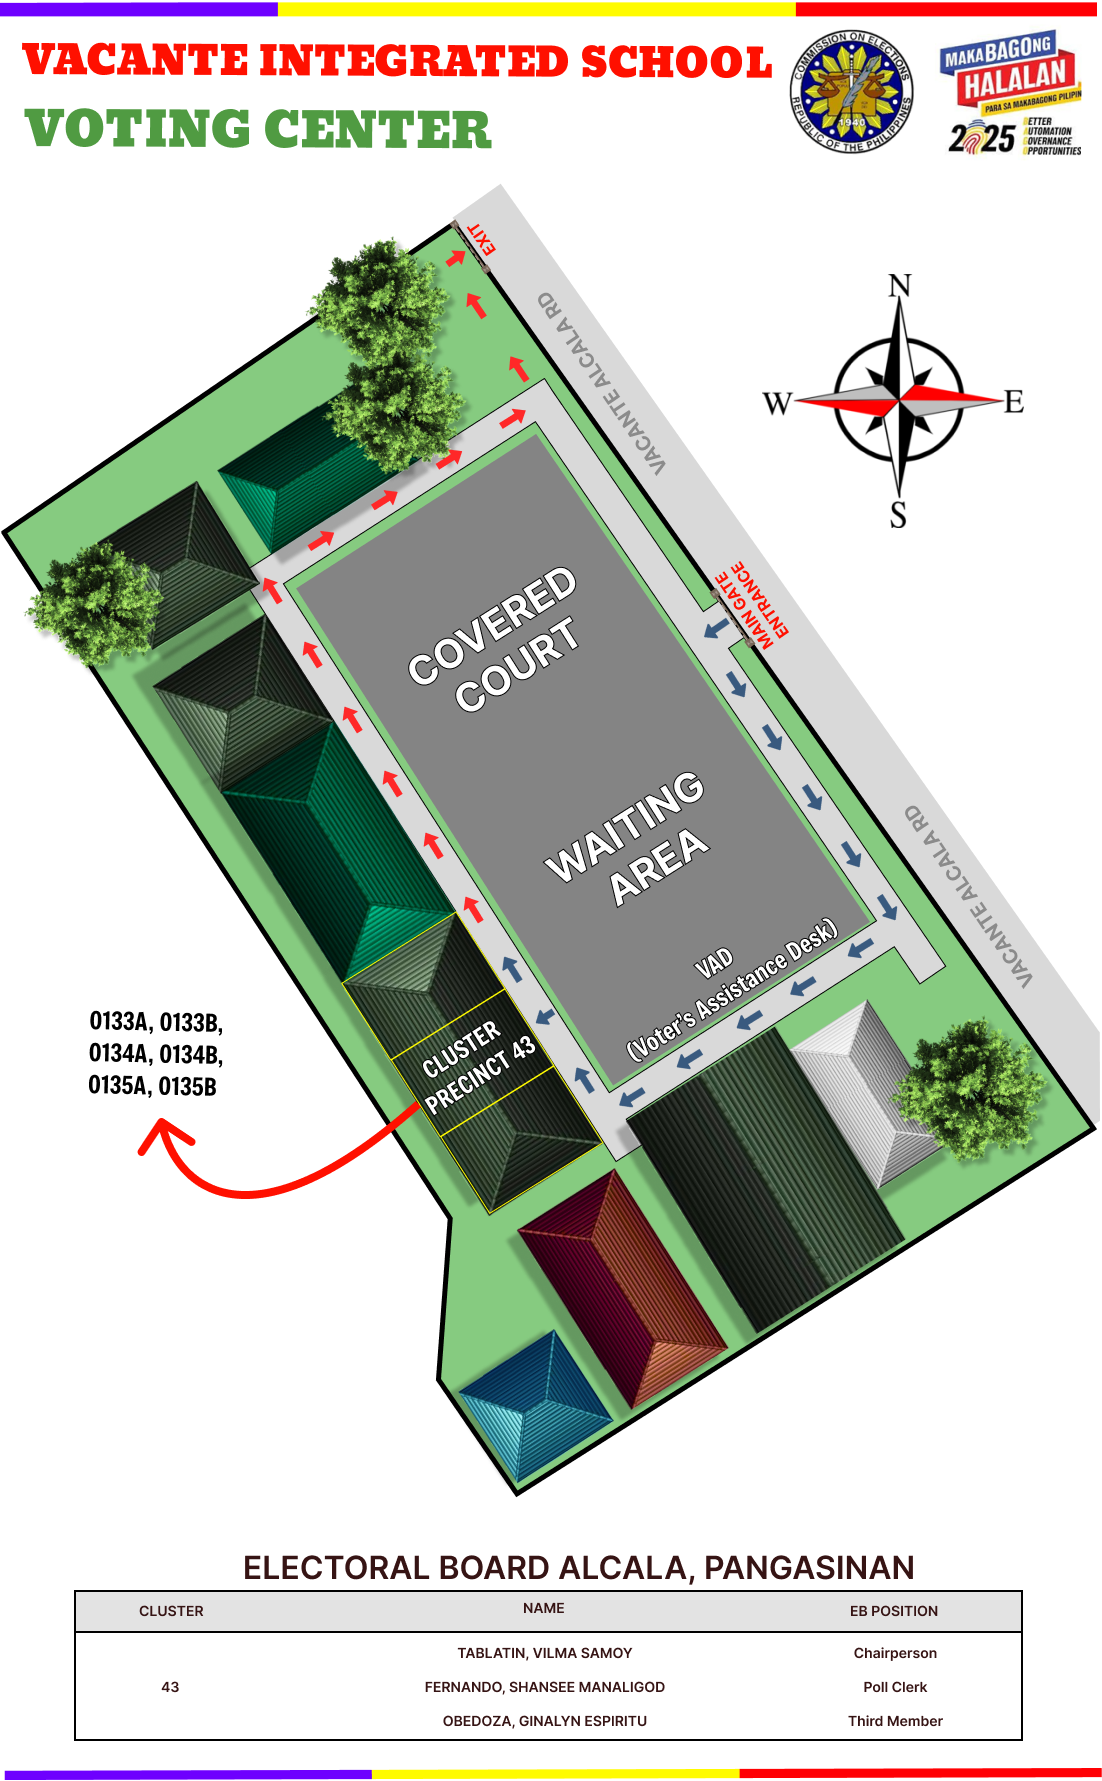 VACANTE INTEGRATED SCHOOL
VOTING CENTER
COMMISSION ON ELECTIONS
1940
REPUBLIC OF THE PHILIPPINES
MAKABAGONG
HALALAN
PARA SA MAKABAGONG PILIPIN
2025
BETTER
AUTOMATION
GOVERNANCE
OPPORTUNITIES
EXIT
VACANTE ALCALA RD
N
W
E
S
MAIN GATE
ENTRANCE
COVERED
COURT
WAITING
AREA
VACANTE ALCALA RD
VAD
(Voter's Assistance Desk)
CLUSTER
PRECINCT 43
0133A, 0133B,
0134A, 0134B,
0135A, 0135B
ELECTORAL BOARD ALCALA, PANGASINAN
CLUSTER NAME EB POSITION
TABLATIN, VILMA SAMOY Chairperson
43 FERNANDO, SHANSEE MANALIGOD Poll Clerk
OBEDOZA, GINALYN ESPIRITU Third Member